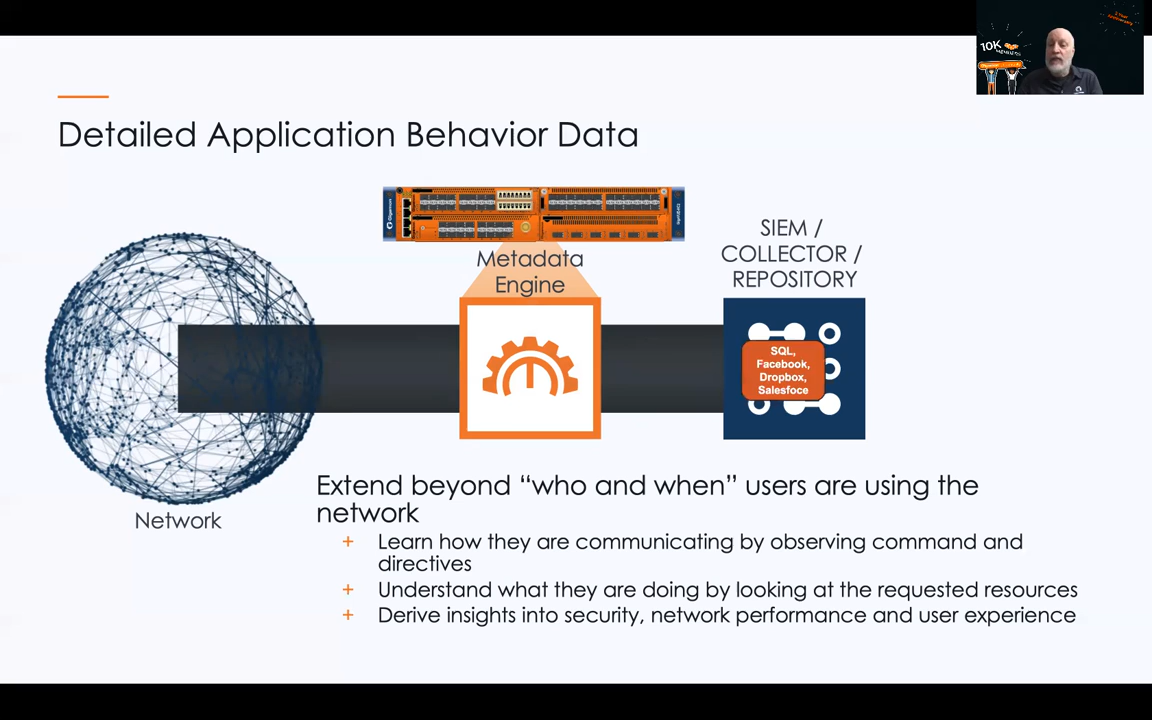 10K
Detailed Application Behavior Data
Gigamon
Metadata
Engine
SIEM /
COLLECTOR /
REPOSITORY
SQL,
Facebook,
Dropbox,
Salesfoce
Network
Extend beyond “who and when” users are using the
network
+ Learn how they are communicating by observing command and
directives
+ Understand what they are doing by looking at the requested resources
+ Derive insights into security, network performance and user experience